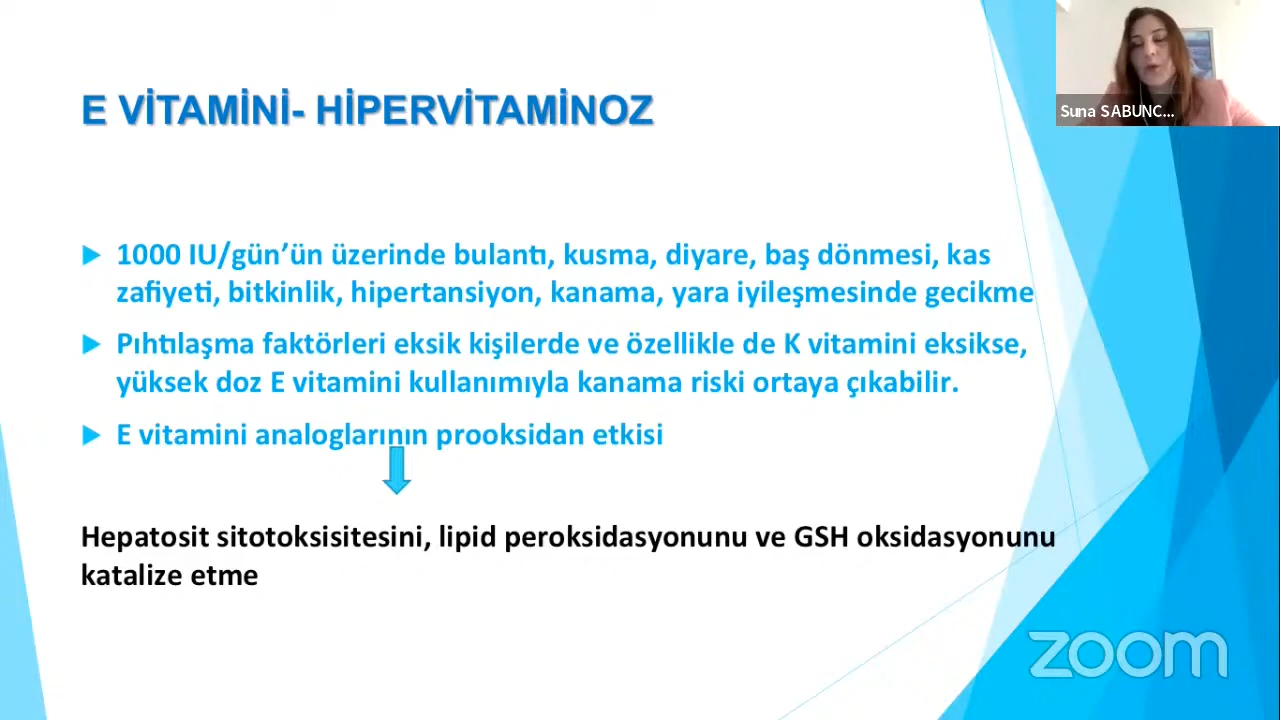 E VİTAMİNİ- HİPERVİTAMİNOZ
Suna SABUNC...
1000 IU/gün’ün üzerinde bulantı, kusma, diyare, baş dönmesi, kas
zafiyeti, bitkinlik, hipertansiyon, kanama, yara iyileşmesinde gecikme
Pıhtılaşma faktörleri eksik kişilerde ve özellikle de K vitamini eksikse,
yüksek doz E vitamini kullanımıyla kanama riski ortaya çıkabilir.
E vitamini analoglarının prooksidan etkisi
Hepatosit sitotoksisitesini, lipid peroksidasyonunu ve GSH oksidasyonunu
katalize etme
zoom